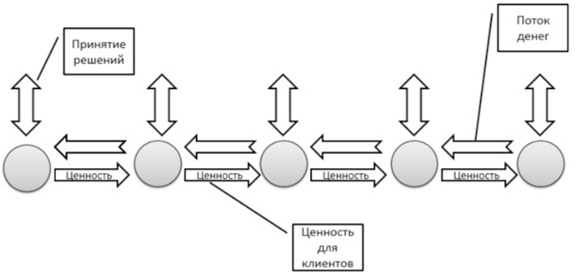 Принятие
решений
Поток
денег
Ценность
Ценность
Ценность
Ценность
Ценность
для
клиентов